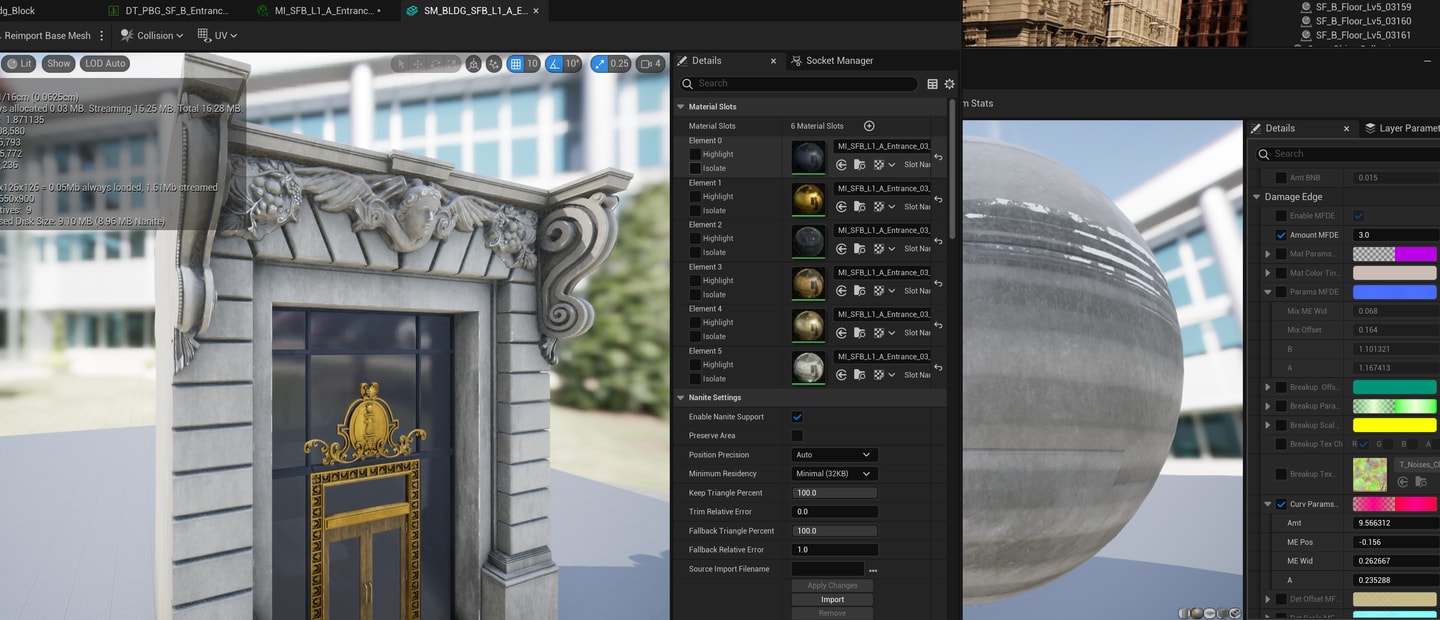 dg_Block
DT_PBG_SF_B_Entranc...
MI_SFB_L1_A_Entranc... •
SM_BLDG_SFB_L1_A_E...
Reimport Base Mesh
Collision
UV
Lit
Show
LOD Auto
10
10°
0.25
4
/16cm (0.0625cm)
ys allocated 0.03 MB. Streaming 16.25 MB. Total 16.28 MB.
1.871135
8,580
5,793
5,772
,236
x126x126 = 0.05Mb always loaded, 1.51Mb streamed
550x900
tives: 9
sed Disk Size: 9.10 MB (8.96 MB Nanite)
Details
Socket Manager
Search
Material Slots
Material Slots
6 Material Slots
Element 0
Highlight
Isolate
MI_SFB_L1_A_Entrance_03_
Slot Nar
Element 1
Highlight
Isolate
MI_SFB_L1_A_Entrance_03_
Slot Nar
Element 2
Highlight
Isolate
MI_SFB_L1_A_Entrance_03_
Slot Nar
Element 3
Highlight
Isolate
MI_SFB_L1_A_Entrance_03_
Slot Nar
Element 4
Highlight
Isolate
MI_SFB_L1_A_Entrance_03_
Slot Nar
Element 5
Highlight
Isolate
MI_SFB_L1_A_Entrance_03_
Slot Nar
Nanite Settings
Enable Nanite Support
Preserve Area
Position Precision
Auto
Minimum Residency
Minimal (32KB)
Keep Triangle Percent
100.0
Trim Relative Error
0.0
Fallback Triangle Percent
100.0
Fallback Relative Error
1.0
Source Import Filename
Apply Changes
Import
Remove
SF_B_Floor_Lv5_03159
SF_B_Floor_Lv5_03160
SF_B_Floor_Lv5_03161
m Stats
Details
Layer Paramet
Search
Amt BNB
0.015
Damage Edge
Enable MFDE
Amount MFDE
3.0
Mat Params...
Mat Color Tin...
Params MFDE
Mix ME Wid
0.068
Mix Offset
0.164
B
1.101321
A
1.167413
Breakup Offs...
Breakup Para...
Breakup Scal...
Breakup Tex Ch
R G B A
Breakup Tex...
T_Noises_Cl
Curv Params...
Amt
9.566312
ME Pos
-0.156
ME Wid
0.262667
A
0.235288
Det Offset MF...